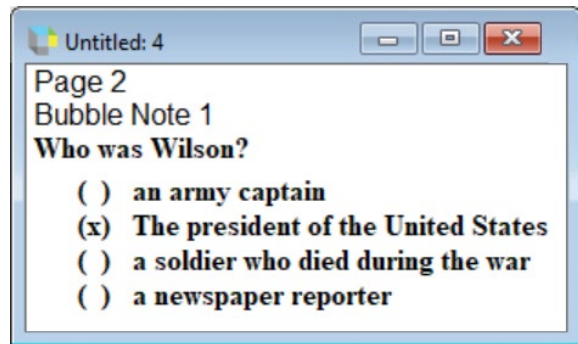 Untitled: 4
Page 2
Bubble Note 1
Who was Wilson?
( ) an army captain
(x) The president of the United States
( ) a soldier who died during the war
( ) a newspaper reporter